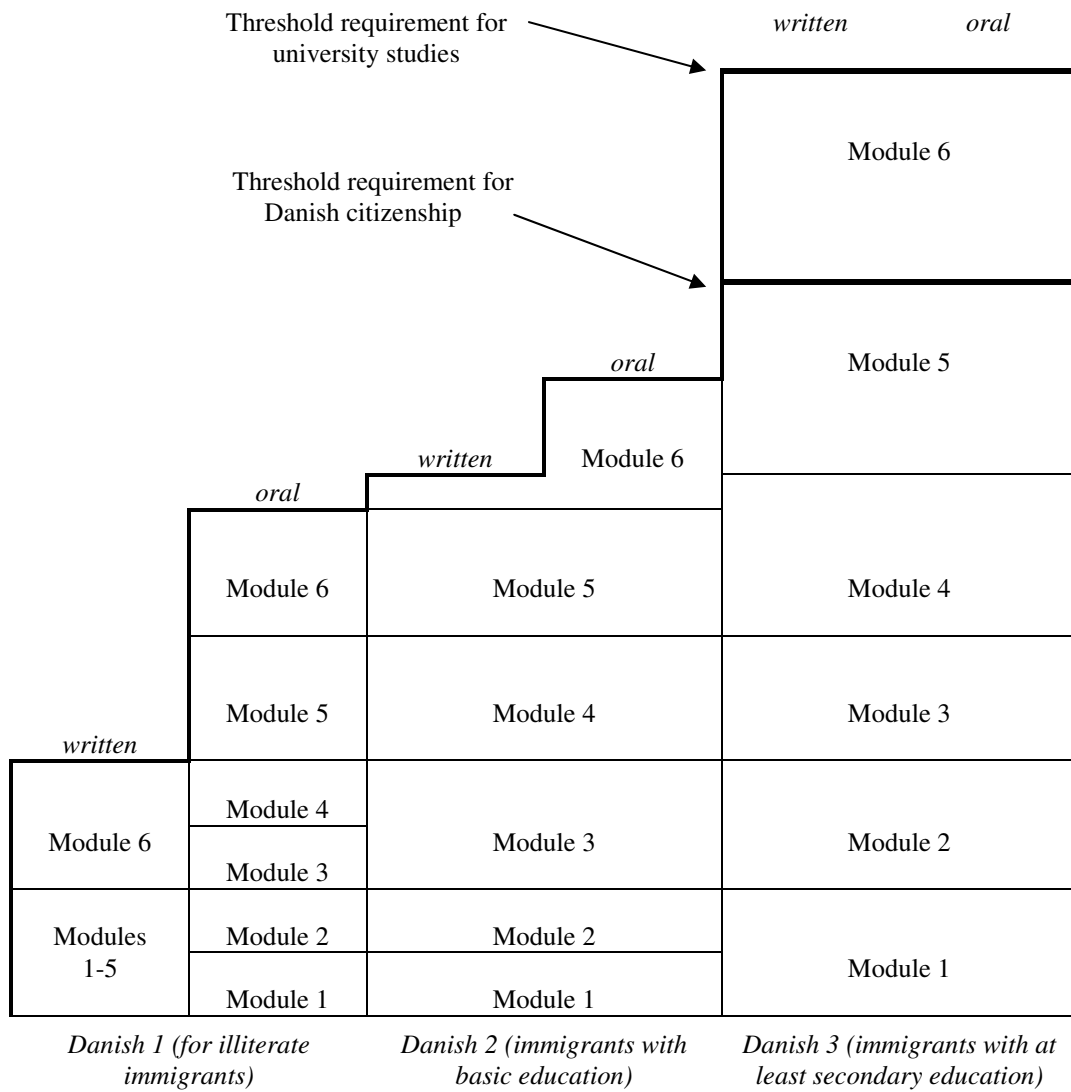 Threshold requirement for
university studies
written oral
Module 6
Threshold requirement for
Danish citizenship
oral
Module 5
written
Module 6
oral
Module 6
Module 5
Module 4
Module 5
Module 4
Module 3
written
Module 4
Module 6
Module 3
Module 2
Module 3
Modules
1-5
Module 2
Module 2
Module 1
Module 1
Module 1
Danish 1 (for illiterate
immigrants)
Danish 2 (immigrants with
basic education)
Danish 3 (immigrants with at
least secondary education)